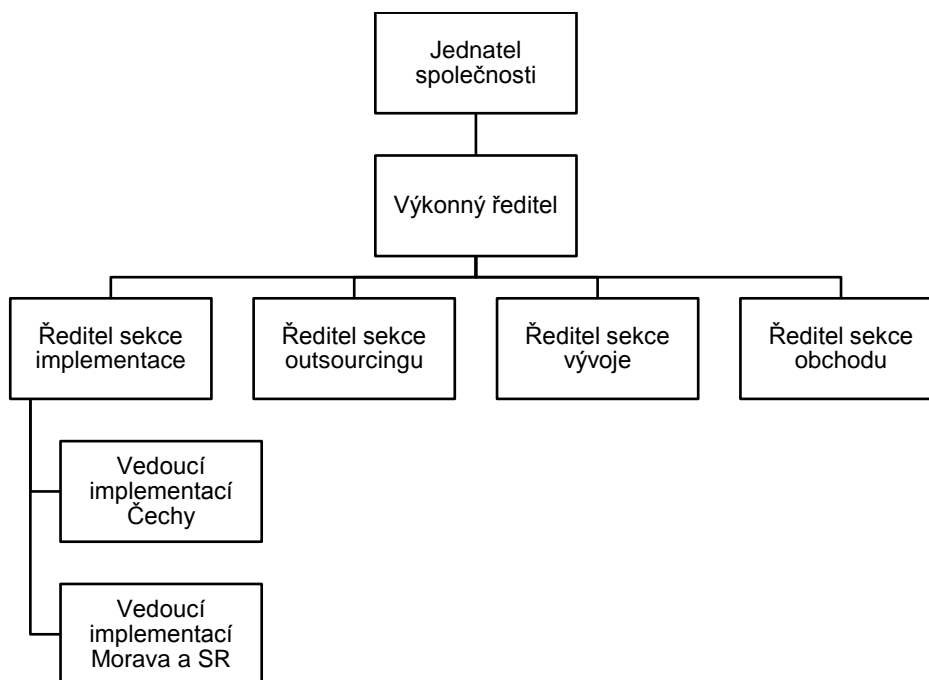 Jednatel
společnosti
Výkonný ředitel
Ředitel sekce
implementace
Ředitel sekce
outsourcingu
Ředitel sekce
vývoje
Ředitel sekce
obchodu
Vedoucí
implementací
Čechy
Vedoucí
implementací
Morava a SR